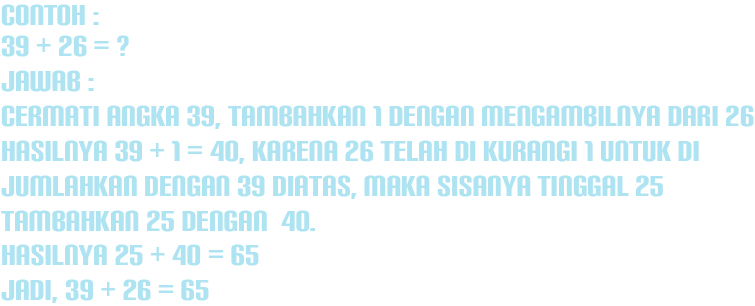 CONTOH :
39 + 26 = ?
JAWAB :
CERMATI ANGKA 39, TAMBAHKAN 1 DENGAN MENGAMBILNYA DARI 26
HASILNYA 39 + 1 = 40, KARENA 26 TELAH DI KURANGI 1 UNTUK DI
JUMLAHKAN DENGAN 39 DIATAS, MAKA SISANYA TINGGAL 25
TAMBAHKAN 25 DENGAN 40.
HASILNYA 25 + 40 = 65
JADI, 39 + 26 = 65